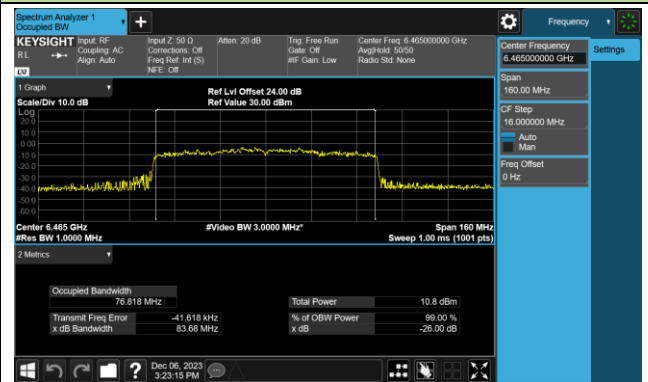 Spectrum Analyzer 1
Occupied BW
Frequency
KEYSIGHT
RL
LXI
Input: RF
Coupling: AC
Align: Auto
Input Z: 50 Ω
Corrections: Off
Freq Ref: Int (S)
NFE: Off
Atten: 20 dB
Trig: Free Run
Gate: Off
#IF Gain: Low
Center Freq: 6.465000000 GHz
Avg|Hold: 50/50
Radio Std: None
Center Frequency
6.465000000 GHz
Settings
Span
160.00 MHz
CF Step
16.000000 MHz
Auto
Man
Freq Offset
0 Hz
1 Graph
Scale/Div 10.0 dB
Ref Lvl Offset 24.00 dB
Ref Value 30.00 dBm
Log
20.0
10.0
0.00
-10.0
-20.0
-30.0
-40.0
-50.0
-60.0
Center 6.465 GHz
#Res BW 1.0000 MHz
#Video BW 3.0000 MHz*
Span 160 MHz
Sweep 1.00 ms (1001 pts)
2 Metrics
Occupied Bandwidth
76.818 MHz
Total Power 10.8 dBm
Transmit Freq Error -41.618 kHz
% of OBW Power 99.00 %
x dB Bandwidth 83.68 MHz
x dB -26.00 dB
Dec 06, 2023
3:23:15 PM